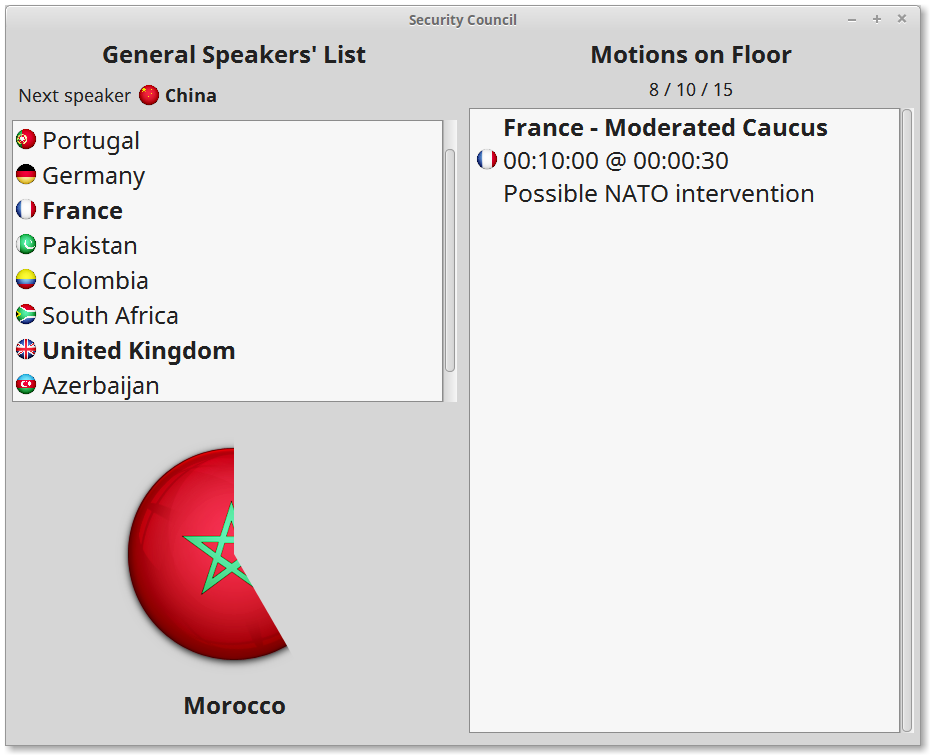 Security Council
General Speakers' List
Next speaker China
Portugal
Germany
France
Pakistan
Colombia
South Africa
United Kingdom
Azerbaijan
Morocco
Motions on Floor
8 / 10 / 15
France - Moderated Caucus
00:10:00 @ 00:00:30
Possible NATO intervention